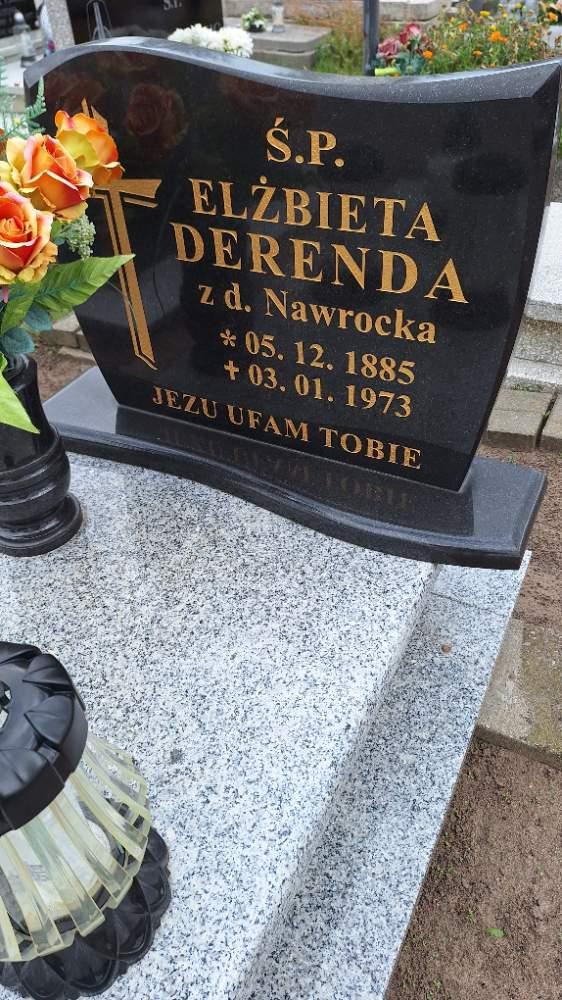 Ś.P.
ELŻBIETA
DERENDA
z d. Nawrocka
* 05. 12. 1885
✝ 03. 01. 1973
JEZU UFAM TOBIE